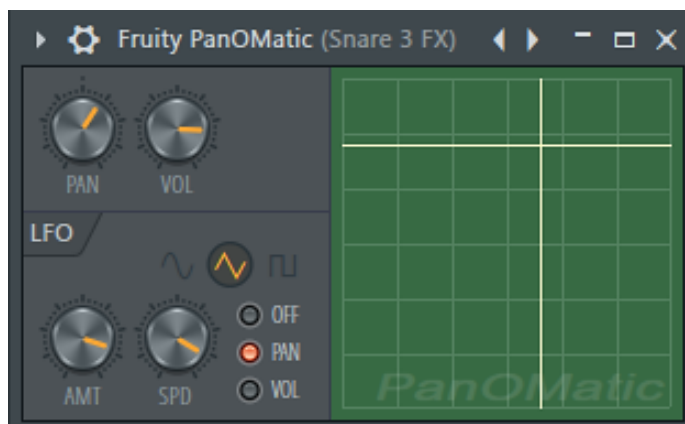 Fruity PanOMatic (Snare 3 FX)
PAN VOL
LFO
OFF
PAN
VOL
AMT SPD
PanOMatic